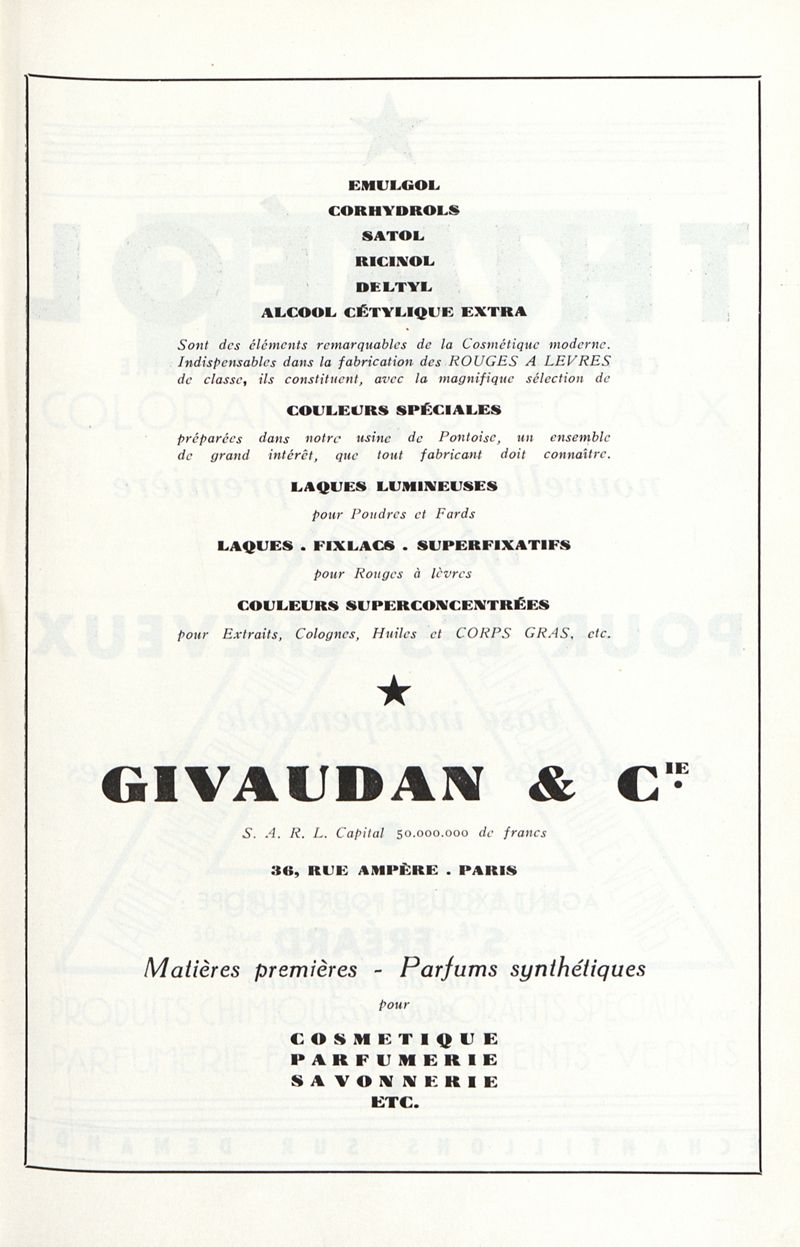 EMULGOL
CORHYDROLS
SATOL
RICINOL
DELTYL
ALCOOL CÉTYLIQUE EXTRA
Sont des éléments remarquables de la Cosmétique moderne.
Indispensables dans la fabrication des ROUGES A LEVRES
de classe, ils constituent, avec la magnifique sélection de
COULEURS SPÉCIALES
préparées dans notre usine de Pontoise, un ensemble
de grand intérêt, que tout fabricant doit connaître.
LAQUES LUMINEUSES
pour Poudres et Fards
LAQUES . FIXLACS . SUPERFIXATIFS
pour Rouges à lèvres
COULEURS SUPERCONCENTRÉES
pour Extraits, Colognes, Huiles et CORPS GRAS, etc.
GIVAUDAN & CIE.
S. A. R. L. Capital 50.000.000 de francs
36, RUE AMPÈRE . PARIS
Matières premières - Parfums synthétiques
pour
COSMETIQUE
PARFUMERIE
SAVONNERIE
ETC.